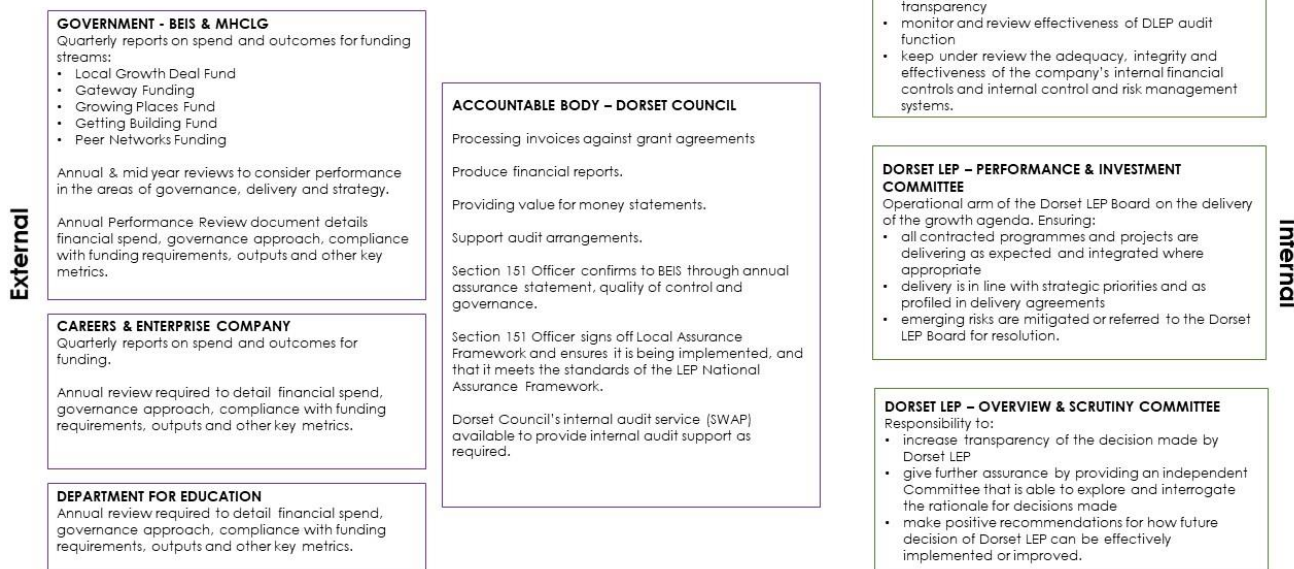 External
GOVERNMENT - BEIS & MHCLG
Quarterly reports on spend and outcomes for funding
streams:
• Local Growth Deal Fund
• Gateway Funding
• Growing Places Fund
• Getting Building Fund
• Peer Networks Funding
Annual & mid year reviews to consider performance
in the areas of governance, delivery and strategy.
Annual Performance Review document details
financial spend, governance approach, compliance
with funding requirements, outputs and other key
metrics.
CAREERS & ENTERPRISE COMPANY
Quarterly reports on spend and outcomes for
funding.
Annual review required to detail financial spend,
governance approach, compliance with funding
requirements, outputs and other key metrics.
DEPARTMENT FOR EDUCATION
Annual review required to detail financial spend,
governance approach, compliance with funding
requirements, outputs and other key metrics.
ACCOUNTABLE BODY – DORSET COUNCIL
Processing invoices against grant agreements
Produce financial reports.
Providing value for money statements.
Support audit arrangements.
Section 151 Officer confirms to BEIS through annual
assurance statement, quality of control and
governance.
Section 151 Officer signs off Local Assurance
Framework and ensures it is being implemented, and
that it meets the standards of the LEP National
Assurance Framework.
Dorset Council's internal audit service (SWAP)
available to provide internal audit support as
required.
transparency
• monitor and review effectiveness of DLEP audit
function
• keep under review the adequacy, integrity and
effectiveness of the company's internal financial
controls and internal control and risk management
systems.
DORSET LEP – PERFORMANCE & INVESTMENT
COMMITTEE
Operational arm of the Dorset LEP Board on the delivery
of the growth agenda. Ensuring:
• all contracted programmes and projects are
delivering as expected and integrated where
appropriate
• delivery is in line with strategic priorities and as
profiled in delivery agreements
• emerging risks are mitigated or referred to the Dorset
LEP Board for resolution.
DORSET LEP – OVERVIEW & SCRUTINY COMMITTEE
Responsibility to:
• increase transparency of the decision made by
Dorset LEP
• give further assurance by providing an independent
Committee that is able to explore and interrogate
the rationale for decisions made
• make positive recommendations for how future
decision of Dorset LEP can be effectively
implemented or improved.
Internal